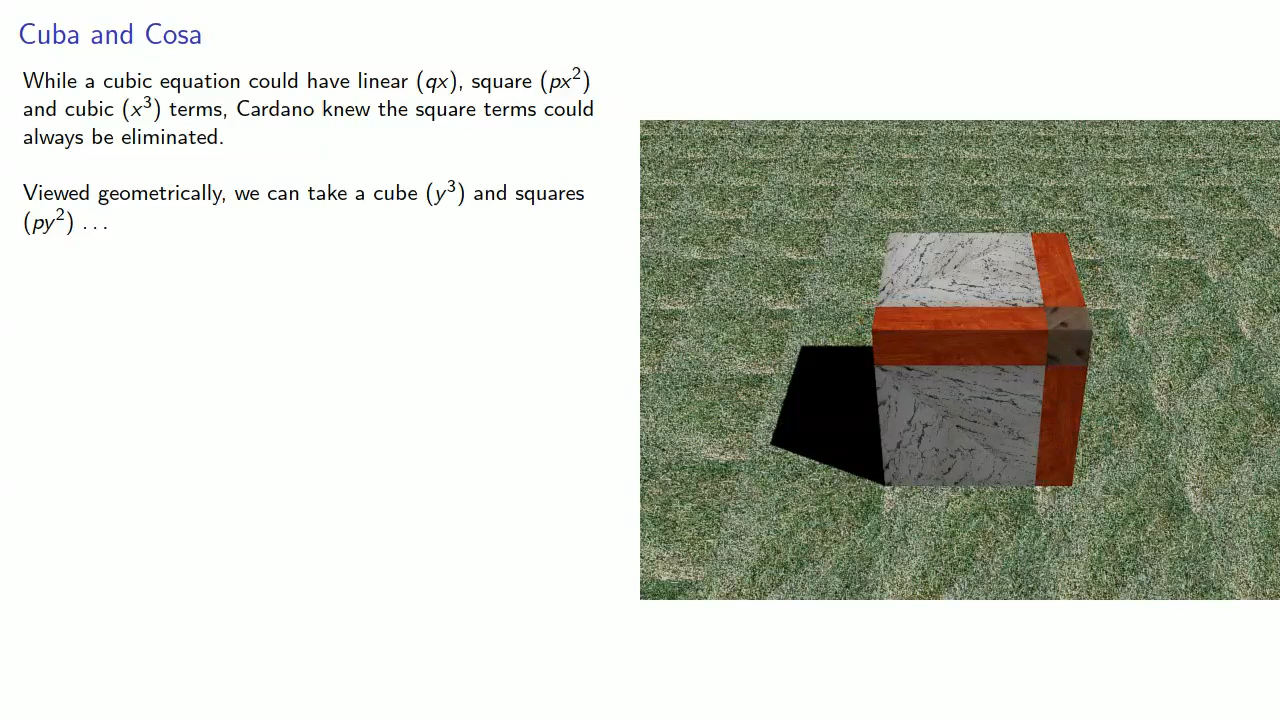 Cuba and Cosa
While a cubic equation could have linear (qx), square (px²)
and cubic (x³) terms, Cardano knew the square terms could
always be eliminated.
Viewed geometrically, we can take a cube (y³) and squares
(py²) ...